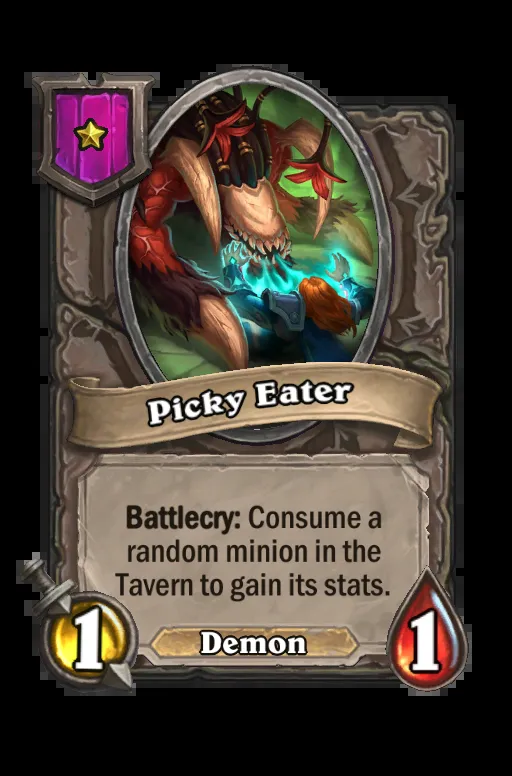 Picky Eater
Battlecry: Consume a
random minion in the
Tavern to gain its stats.
1
Demon
1